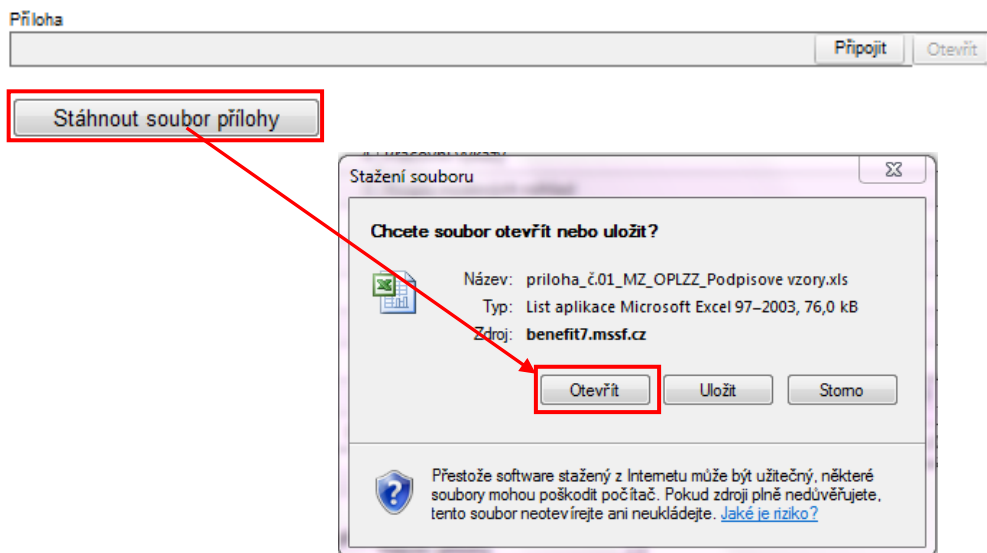 Příloha
Připojit
Otevřít
Stáhnout soubor přílohy
Stažení souboru
Chcete soubor otevřít nebo uložit?
Název: priloha_č.01_MZ_OPLZZ_Podpisove vzory.xls
Typ: List aplikace Microsoft Excel 97–2003, 76,0 kB
Zdroj: benefit7.mssf.cz
Otevřít Uložit Storno
Přestože software stažený z Internetu může být užitečný, některé
soubory mohou poškodit počítač. Pokud zdroji plně nedůvěřujete,
tento soubor neotevírejte ani neukládejte. Jaké je riziko?